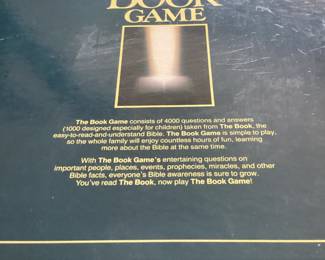 BOOK
GAME
The Book Game consists of 4000 questions and answers
(1000 designed especially for children) taken from The Book, the
easy-to-read-and-understand Bible. The Book Game is simple to play,
so the whole family will enjoy countless hours of fun, learning
more about the Bible at the same time.
With The Book Game's entertaining questions on
important people, places, events, prophecies, miracles, and other
Bible facts, everyone's Bible awareness is sure to grow.
You've read The Book, now play The Book Game!